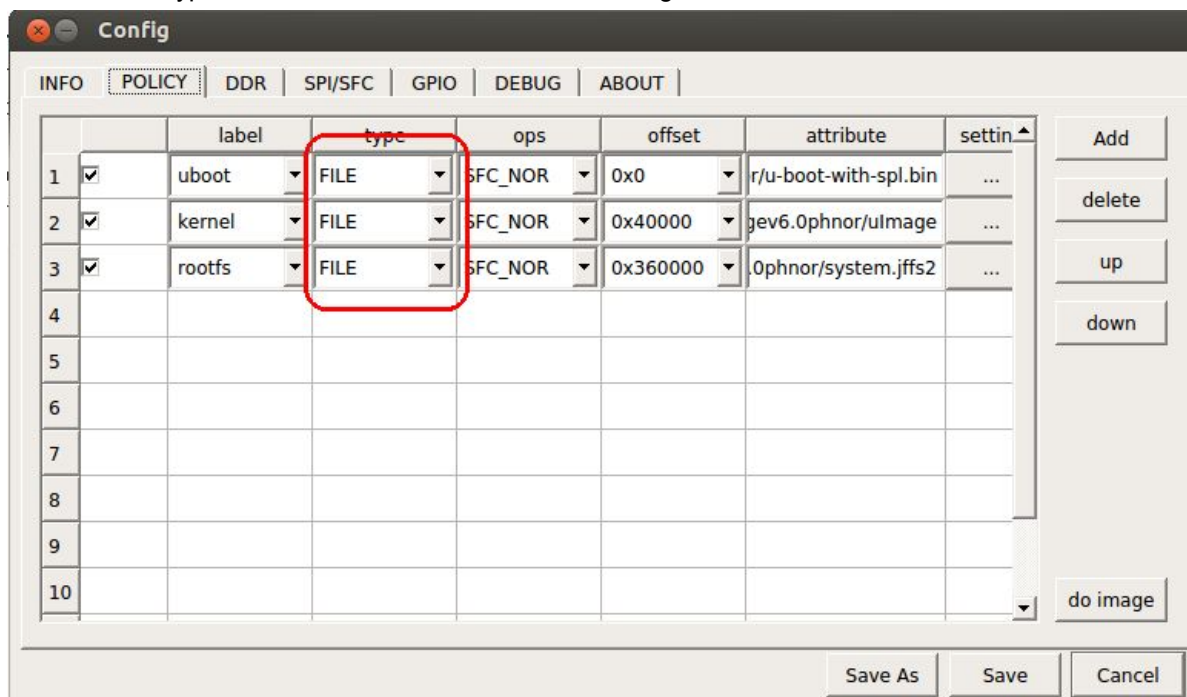 Config
INFO POLICY DDR SPI/SFC GPIO DEBUG ABOUT
label type ops offset attribute settin
1 uboot FILE SFC_NOR 0x0 r/u-boot-with-spl.bin ...
2 kernel FILE SFC_NOR 0x40000 gev6.0phnor/uImage ...
3 rootfs FILE SFC_NOR 0x360000 .0phnor/system.jffs2 ...
4
5
6
7
8
9
10
Add
delete
up
down
do image
Save As Save Cancel